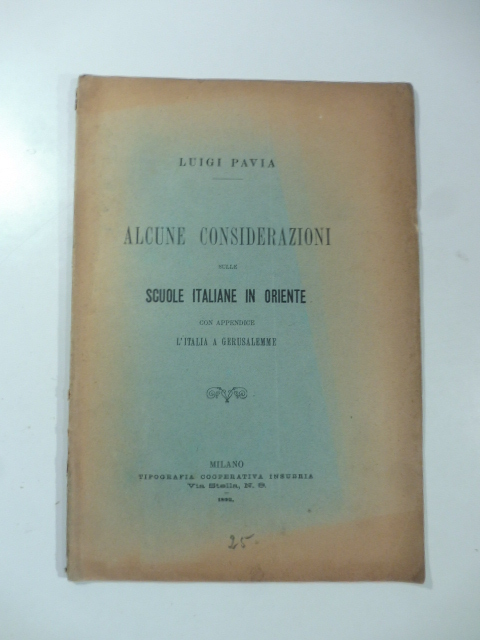 LUIGI PAVIA
ALCUNE CONSIDERAZIONI
SULLE
SCUOLE ITALIANE IN ORIENTE
CON APPENDICE
L'ITALIA A GERUSALEMME
MILANO
TIPOGRAFIA COOPERATIVA INSUBRIA
Via Stella, N. 9.
25-